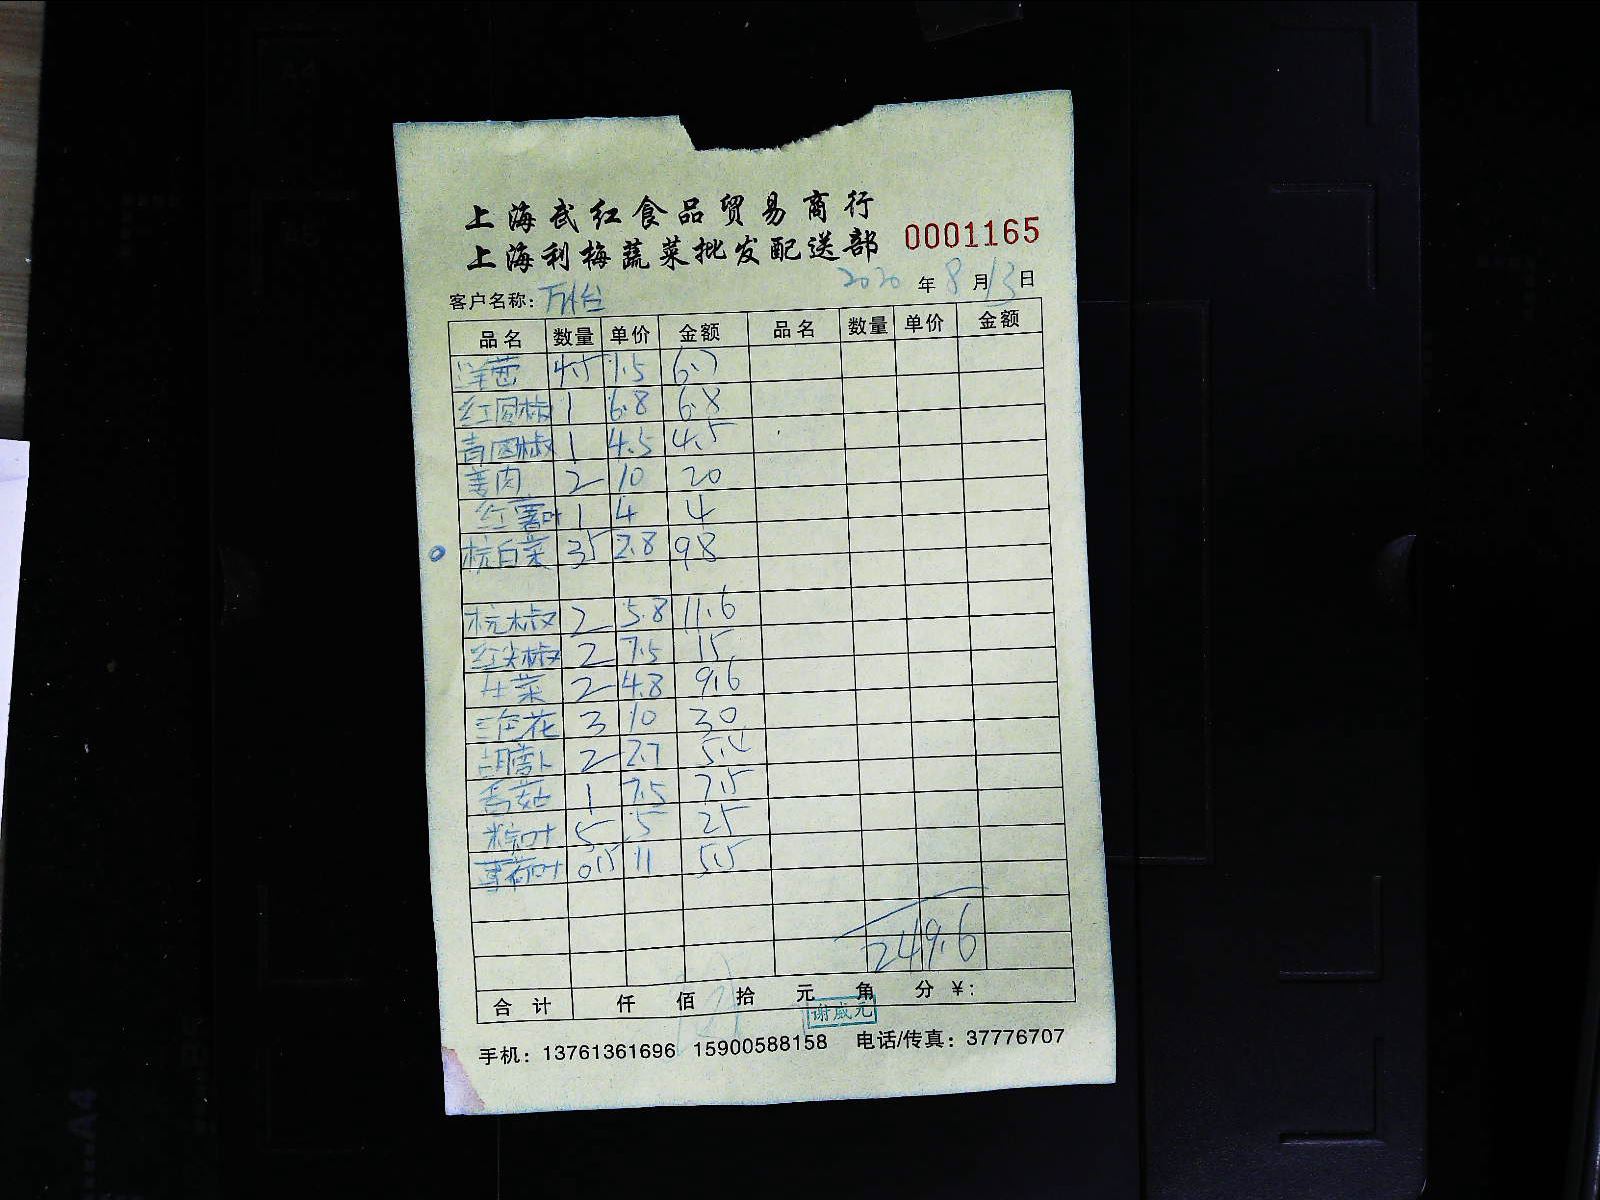 上海武红食品贸易商行
上海利梅蔬菜批发配送部 0001165
2020 年 8 月 13 日
客户名称：万怡
品名 数量 单价 金额 品名 数量 单价 金额
洋葱 4.5 1.5 6.7
红圆椒 1 6.8 6.8
青圆椒 1 4.5 4.5
姜肉 2 10 20
红薯叶 1 4 4
杭白菜 35 2.8 98
杭椒 2 5.8 11.6
红尖椒 2 7.5 15
生菜 2 4.8 9.6
三色花 3 10 30
胡萝卜 2 2.7 5.4
香菇 1 7.5 7.5
粽叶 5 5 25
薄荷叶 0.5 11 5.5
249.6
合计 仟 佰 拾 元 角 分 ￥:
谢盛元
手机：13761361696 15900588158 电话/传真：37776707